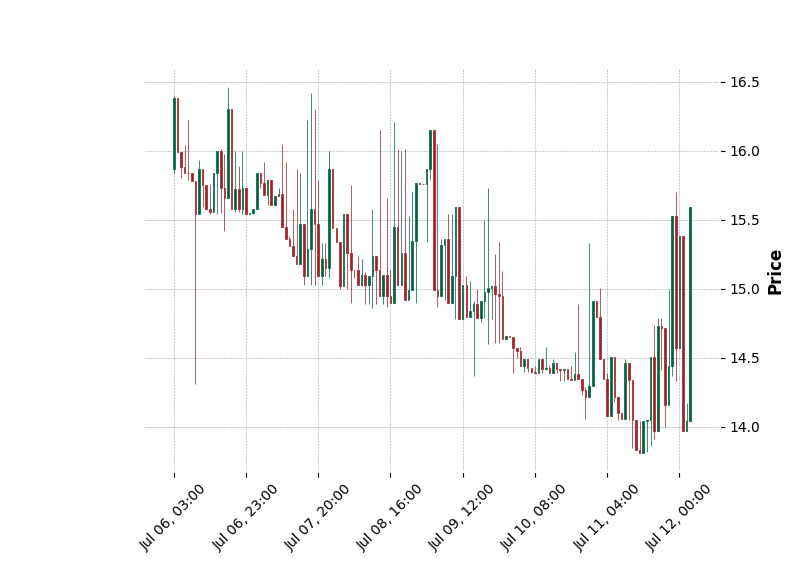 16.5
16.0
15.5
15.0
14.5
14.0
Price
Jul 06, 03:00
Jul 06, 23:00
Jul 07, 20:00
Jul 08, 16:00
Jul 09, 12:00
Jul 10, 08:00
Jul 11, 04:00
Jul 12, 00:00